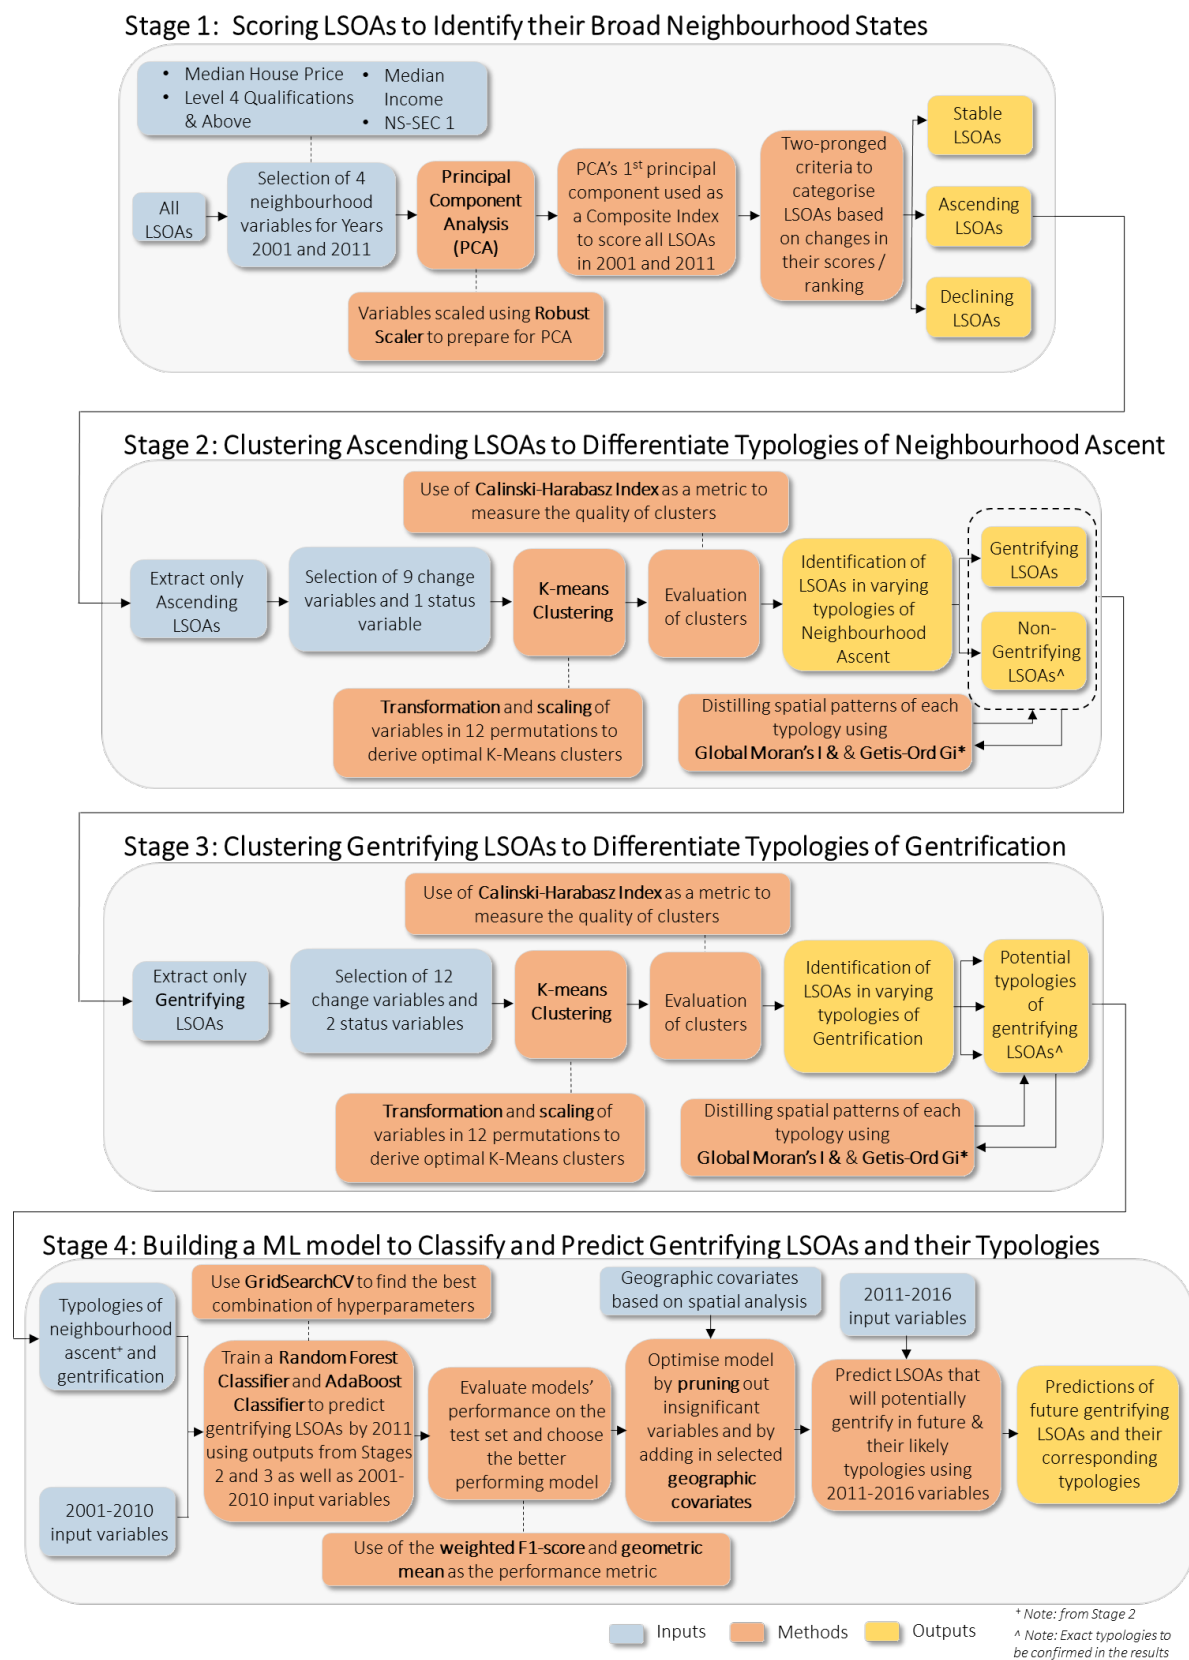 Stage 1:  Scoring LSOAs to Identify their Broad Neighbourhood States
• Median House Price
• Level 4 Qualifications
& Above
• Median
Income
• NS-SEC 1
All
LSOAs
Selection of 4
neighbourhood
variables for Years
2001 and 2011
Principal
Component
Analysis
(PCA)
Variables scaled using Robust
Scaler to prepare for PCA
PCA's 1st principal
component used as
a Composite Index
to score all LSOAs
in 2001 and 2011
Two-pronged
criteria to
categorise
LSOAs based
on changes in
their scores /
ranking
Stable
LSOAs
Ascending
LSOAs
Declining
LSOAs
Stage 2: Clustering Ascending LSOAs to Differentiate Typologies of Neighbourhood Ascent
Use of Calinski-Harabasz Index as a metric to
measure the quality of clusters
Extract only
Ascending
LSOAs
Selection of 9 change
variables and 1 status
variable
K-means
Clustering
Evaluation
of clusters
Identification of
LSOAs in varying
typologies of
Neighbourhood
Ascent
Gentrifying
LSOAs
Non-
Gentrifying
LSOAs^
Transformation and scaling of
variables in 12 permutations to
derive optimal K-Means clusters
Distilling spatial patterns of each
typology using
Global Moran's I & & Getis-Ord Gi*
Stage 3: Clustering Gentrifying LSOAs to Differentiate Typologies of Gentrification
Use of Calinski-Harabasz Index as a metric to
measure the quality of clusters
Extract only
Gentrifying
LSOAs
Selection of 12
change variables and
2 status variables
K-means
Clustering
Evaluation
of clusters
Identification of
LSOAs in varying
typologies of
Gentrification
Potential
typologies
of
gentrifying
LSOAs^
Transformation and scaling of
variables in 12 permutations to
derive optimal K-Means clusters
Distilling spatial patterns of each
typology using
Global Moran's I & & Getis-Ord Gi*
Stage 4: Building a ML model to Classify and Predict Gentrifying LSOAs and their Typologies
Typologies of
neighbourhood
ascent+ and
gentrification
2001-2010
input variables
Use GridSearchCV to find the best
combination of hyperparameters
Train a Random Forest
Classifier and AdaBoost
Classifier to predict
gentrifying LSOAs by 2011
using outputs from Stages
2 and 3 as well as 2001-
2010 input variables
Evaluate models'
performance on the
test set and choose
the better
performing model
Use of the weighted F1-score and geometric
mean as the performance metric
Geographic covariates
based on spatial analysis
Optimise model
by pruning out
insignificant
variables and by
adding in selected
geographic
covariates
2011-2016
input variables
Predict LSOAs that
will potentially
gentrify in future &
their likely
typologies using
2011-2016 variables
Predictions of
future gentrifying
LSOAs and their
corresponding
typologies
Inputs
Methods
Outputs
+ Note: from Stage 2
^ Note: Exact typologies to
be confirmed in the results